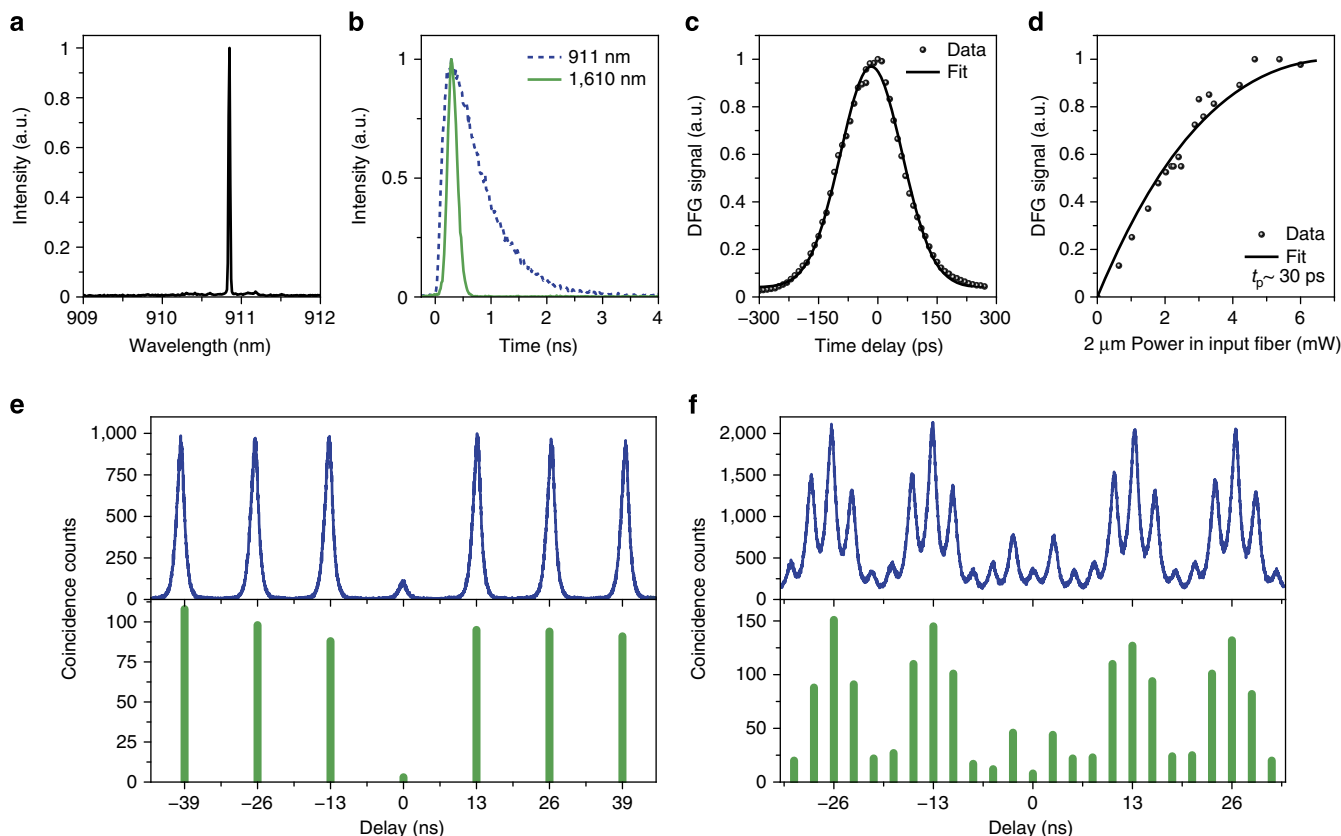 a
1
0.8
0.6
0.4
0.2
0
Intensity (a.u.)
909
910
911
912
Wavelength (nm)
b
911 nm
1,610 nm
1
0.5
0
Intensity (a.u.)
0
1
2
3
4
Time (ns)
c
Data
Fit
1
0.8
0.6
0.4
0.2
0
DFG signal (a.u.)
−300
−150
0
150
300
Time delay (ps)
d
1
0.8
0.6
0.4
0.2
0
DFG signal (a.u.)
Data
Fit
tp~ 30 ps
0
2
4
6
2 μm Power in input fiber (mW)
e
1,000
750
500
250
0
100
75
50
25
0
Coincidence counts
−39
−26
−13
0
13
26
39
Delay (ns)
f
2,000
1,500
1,000
500
0
150
100
50
0
Coincidence counts
−26
−13
0
13
26
Delay (ns)